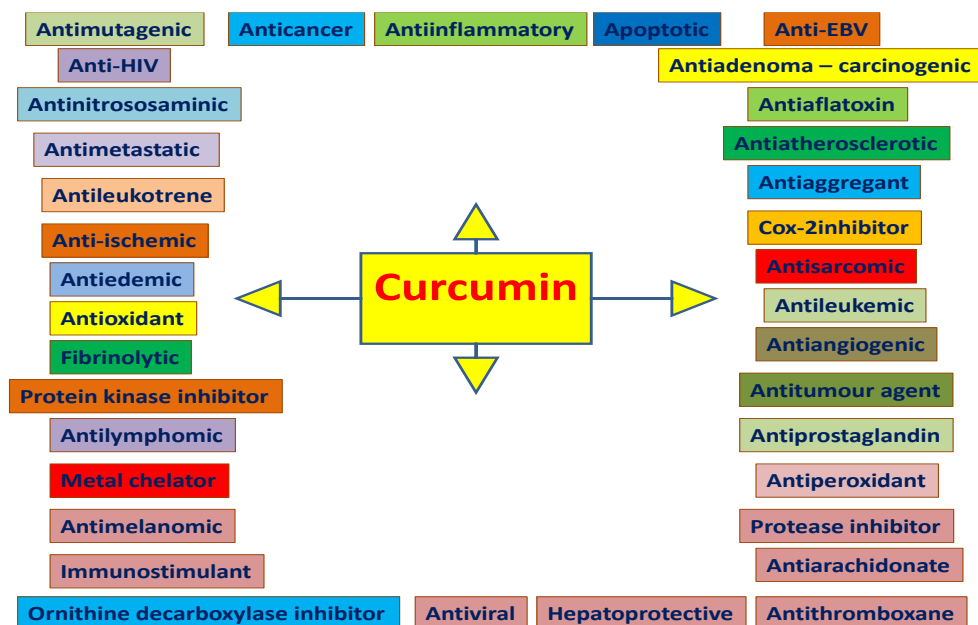 Antimutagenic
Anticancer
Antiinflammatory
Apoptotic
Anti-EBV
Anti-HIV
Antiadenoma – carcinogenic
Antinitrososaminic
Antiaflatoxin
Antimetastatic
Antiatherosclerotic
Antileukotrene
Antiaggregant
Anti-ischemic
Cox-2inhibitor
Antiedemic
Curcumin
Antisarcomic
Antioxidant
Antileukemic
Fibrinolytic
Antiangiogenic
Protein kinase inhibitor
Antitumour agent
Antilymphomic
Antiprostaglandin
Metal chelator
Antiperoxidant
Antimelanomic
Protease inhibitor
Immunostimulant
Antiarachidonate
Ornithine decarboxylase inhibitor
Antiviral
Hepatoprotective
Antithromboxane